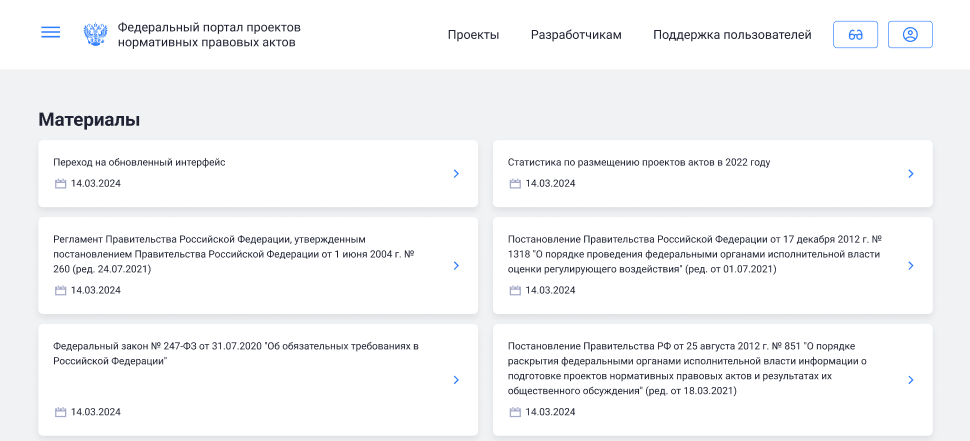 Федеральный портал проектов
нормативных правовых актов
Проекты
Разработчикам
Поддержка пользователей
Материалы
Переход на обновленный интерфейс
14.03.2024
Статистика по размещению проектов актов в 2022 году
14.03.2024
Регламент Правительства Российской Федерации, утвержденным
постановлением Правительства Российской Федерации от 1 июня 2004 г. №
260 (ред. 24.07.2021)
14.03.2024
Постановление Правительства Российской Федерации от 17 декабря 2012 г. №
1318 "О порядке проведения федеральными органами исполнительной власти
оценки регулирующего воздействия" (ред. от 01.07.2021)
14.03.2024
Федеральный закон № 247-ФЗ от 31.07.2020 "Об обязательных требованиях в
Российской Федерации"
14.03.2024
Постановление Правительства РФ от 25 августа 2012 г. № 851 "О порядке
раскрытия федеральными органами исполнительной власти информации о
подготовке проектов нормативных правовых актов и результатах их
общественного обсуждения" (ред. от 18.03.2021)
14.03.2024